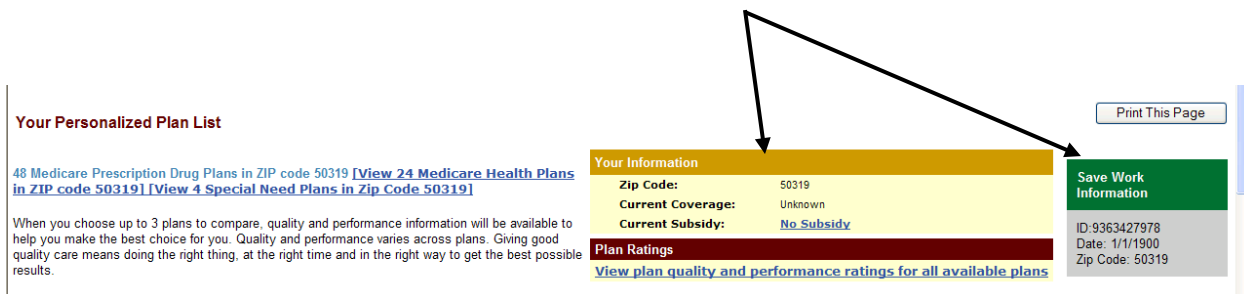 Your Personalized Plan List
Print This Page
48 Medicare Prescription Drug Plans in ZIP code 50319 [View 24 Medicare Health Plans
in ZIP code 50319] [View 4 Special Need Plans in Zip Code 50319]
When you choose up to 3 plans to compare, quality and performance information will be available to
help you make the best choice for you. Quality and performance varies across plans. Giving good
quality care means doing the right thing, at the right time and in the right way to get the best possible
results.
Your Information
Zip Code: 50319
Current Coverage: Unknown
Current Subsidy: No Subsidy
Plan Ratings
View plan quality and performance ratings for all available plans
Save Work
Information
ID:9363427978
Date: 1/1/1900
Zip Code: 50319